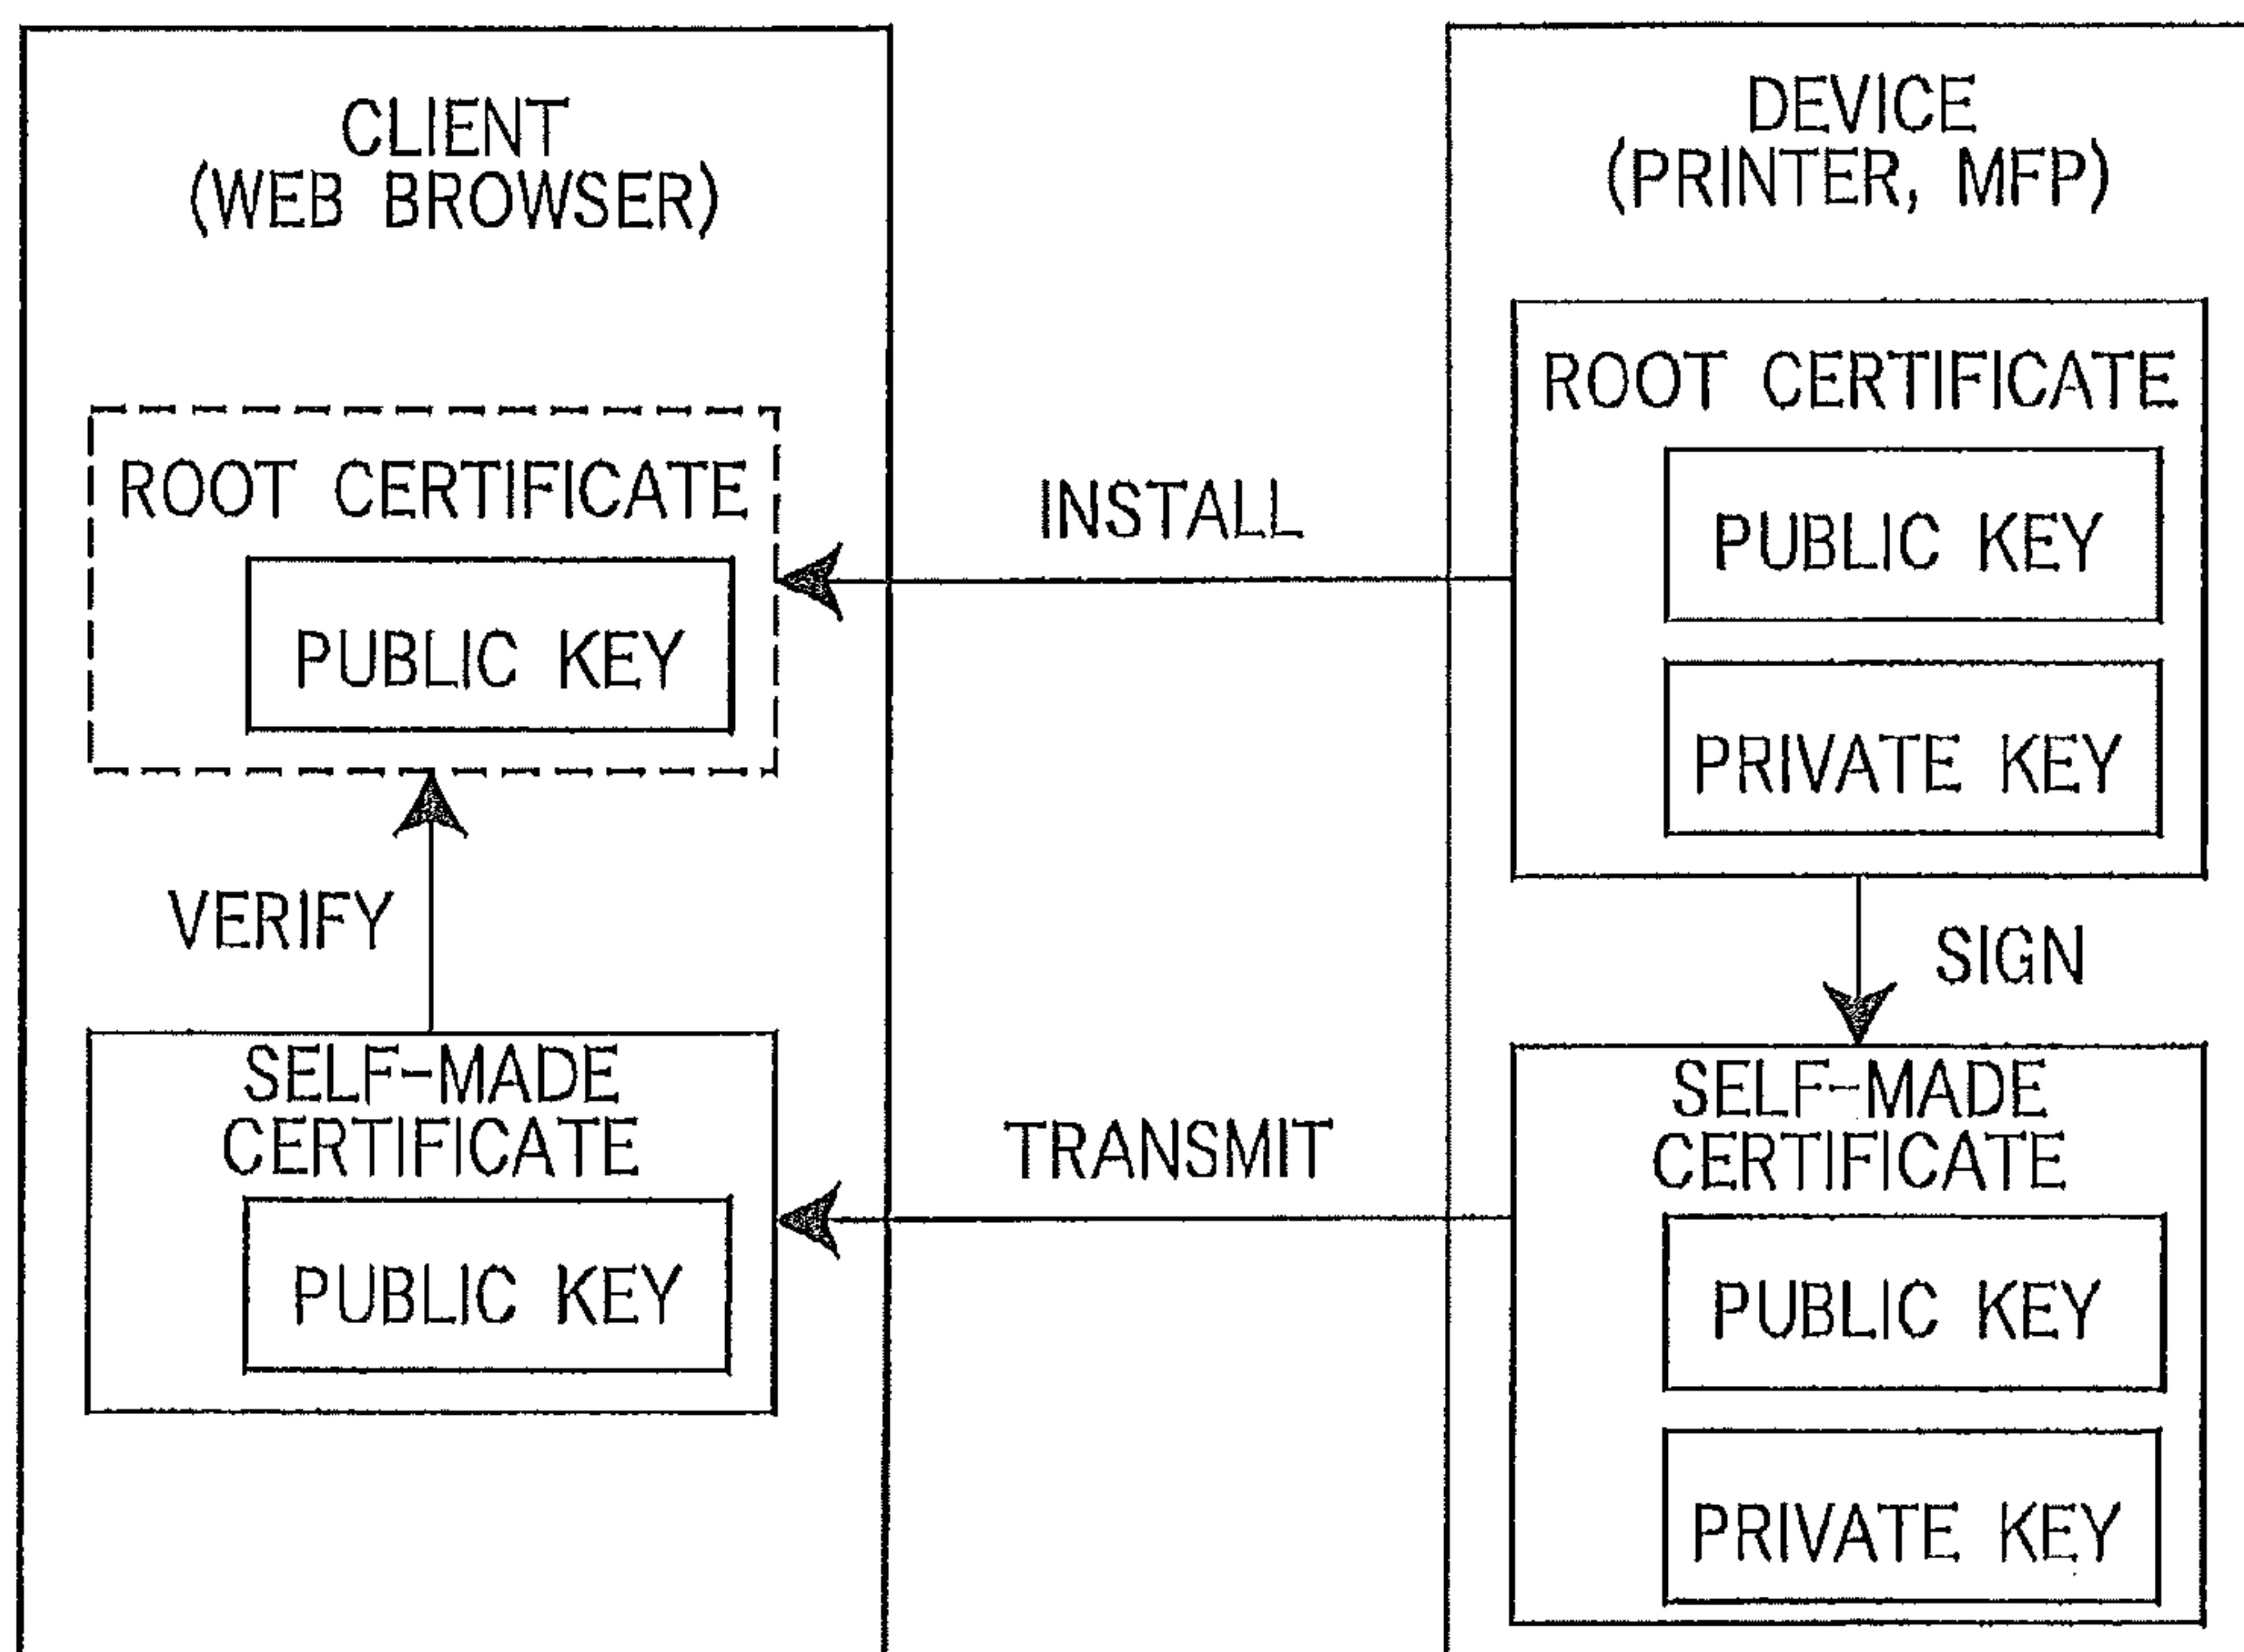 CLIENT
(WEB BROWSER)
ROOT CERTIFICATE
PUBLIC KEY
VERIFY
SELF-MADE
CERTIFICATE
PUBLIC KEY
INSTALL
TRANSMIT
DEVICE
(PRINTER, MFP)
ROOT CERTIFICATE
PUBLIC KEY
PRIVATE KEY
SIGN
SELF-MADE
CERTIFICATE
PUBLIC KEY
PRIVATE KEY